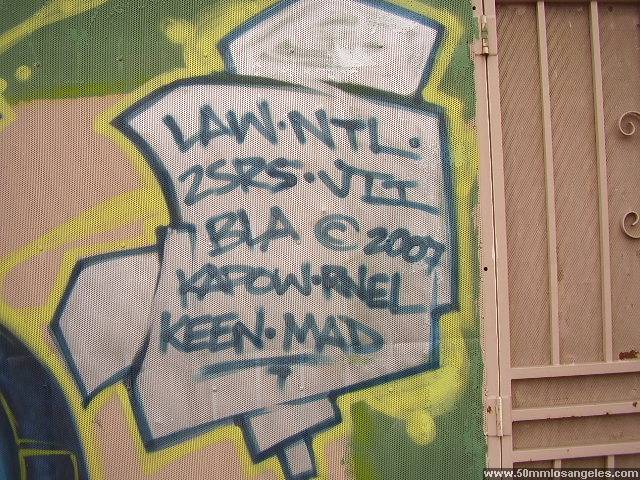 LAW·NTL·
2SRS·JTI
BLA © 2007
KAPOW·RNEL
KEEN·MAD
www.50mmlosangeles.com